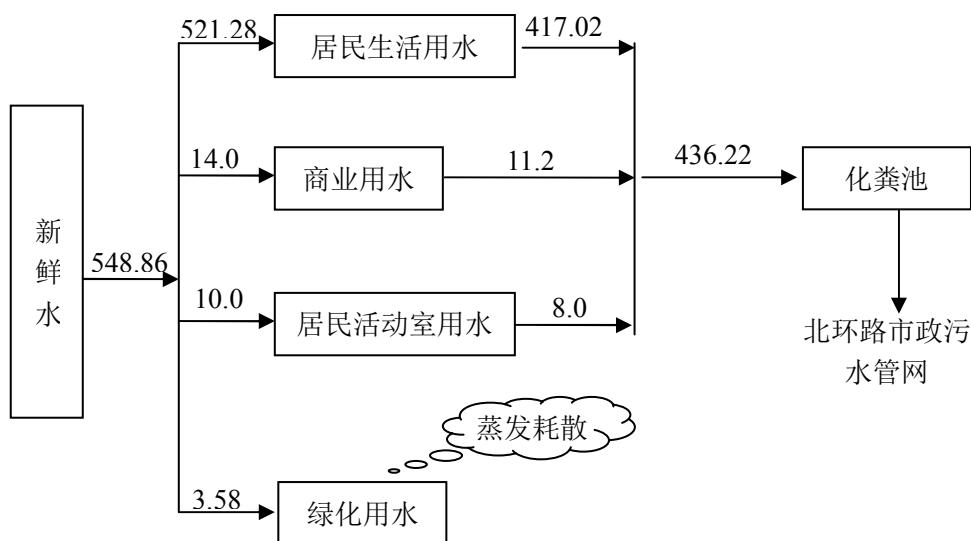 521.28
居民生活用水
417.02
14.0
商业用水
11.2
436.22
化粪池
新鲜水
548.86
10.0
居民活动室用水
8.0
北环路市政污
水管网
蒸发耗散
3.58
绿化用水